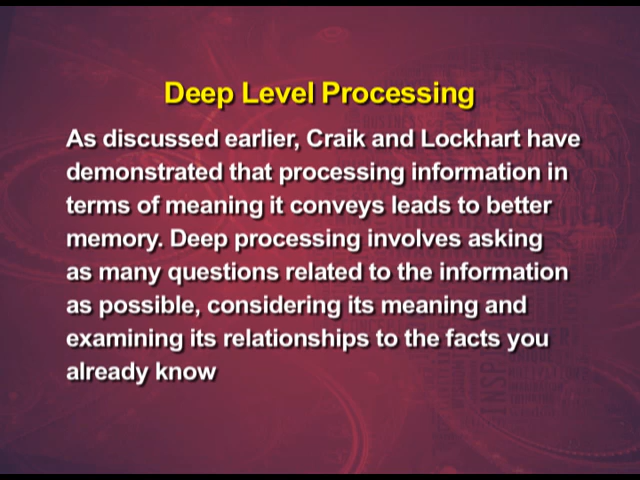 Deep Level Processing
As discussed earlier, Craik and Lockhart have
demonstrated that processing information in
terms of meaning it conveys leads to better
memory. Deep processing involves asking
as many questions related to the information
as possible, considering its meaning and
examining its relationships to the facts you
already know